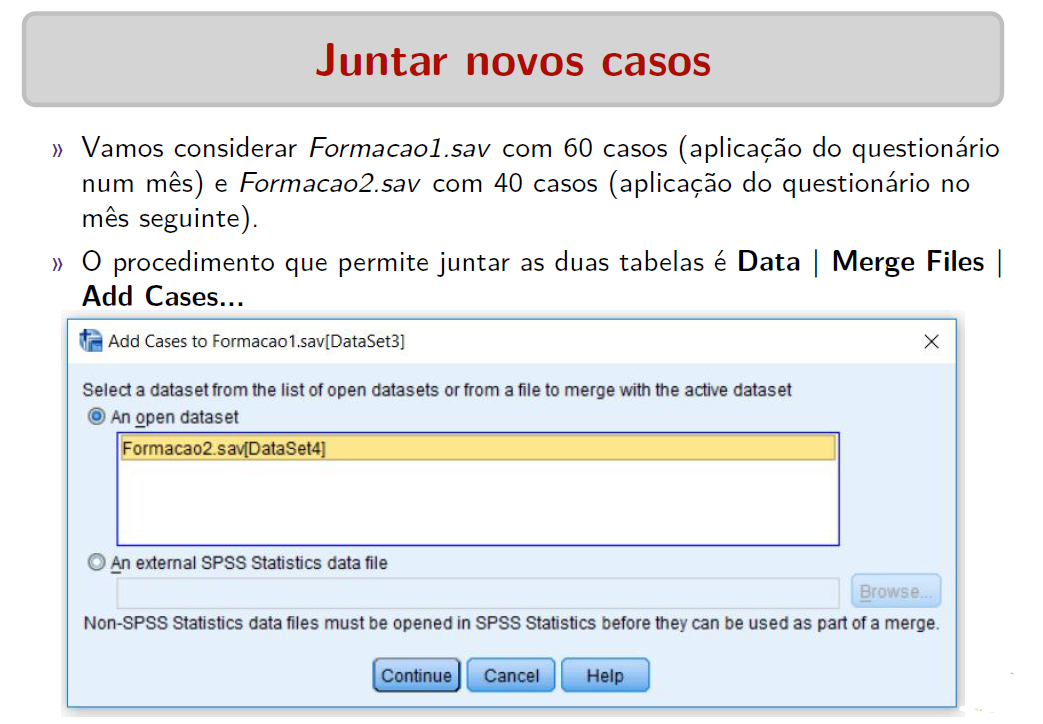 Juntar novos casos
» Vamos considerar Formacao1.sav com 60 casos (aplicação do questionário
num mês) e Formacao2.sav com 40 casos (aplicação do questionário no
mês seguinte).
» O procedimento que permite juntar as duas tabelas é Data | Merge Files |
Add Cases...
Add Cases to Formacao1.sav[DataSet3]
Select a dataset from the list of open datasets or from a file to merge with the active dataset
An open dataset
Formacao2.sav[DataSet4]
An external SPSS Statistics data file
Browse...
Non-SPSS Statistics data files must be opened in SPSS Statistics before they can be used as part of a merge.
Continue Cancel Help